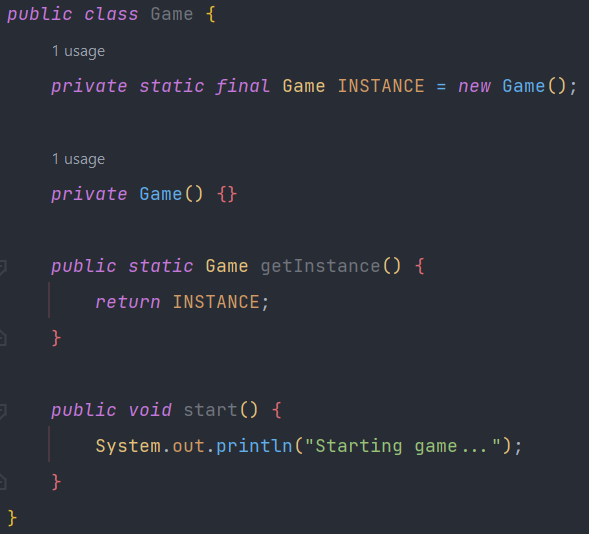 public class Game {
1 usage
private static final Game INSTANCE = new Game();
1 usage
private Game() {}
public static Game getInstance() {
return INSTANCE;
}
public void start() {
System.out.println("Starting game...");
}
}